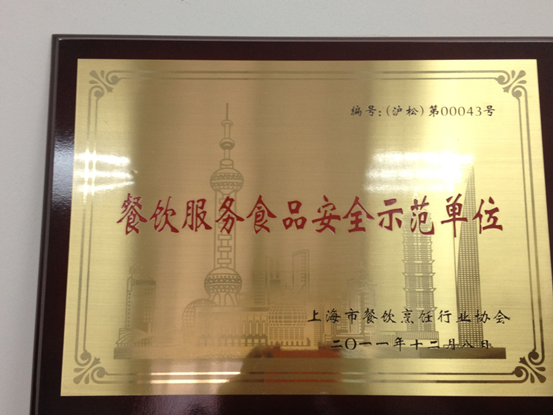 编号:(沪松)第00043号
餐饮服务食品安全示范单位
上海市餐饮烹饪行业协会
二〇一一年十二月八日